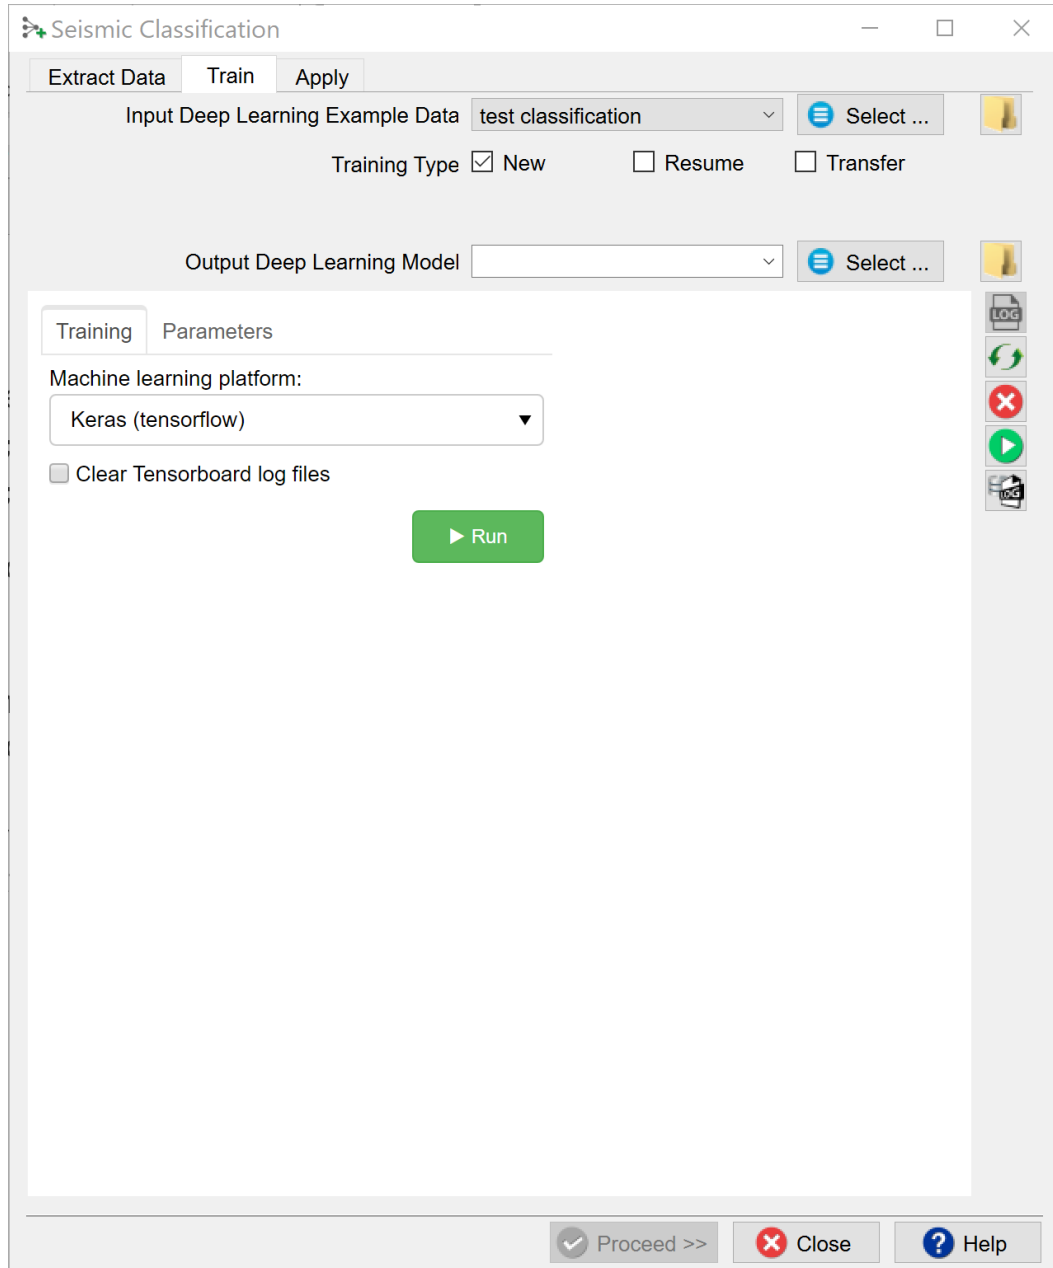 Seismic Classification
Extract Data Train Apply
Input Deep Learning Example Data test classification Select ...
Training Type New Resume Transfer
Output Deep Learning Model Select ...
LOG
Training Parameters
Machine learning platform:
Keras (tensorflow)
Clear Tensorboard log files
LOG
Run
Proceed >> Close Help